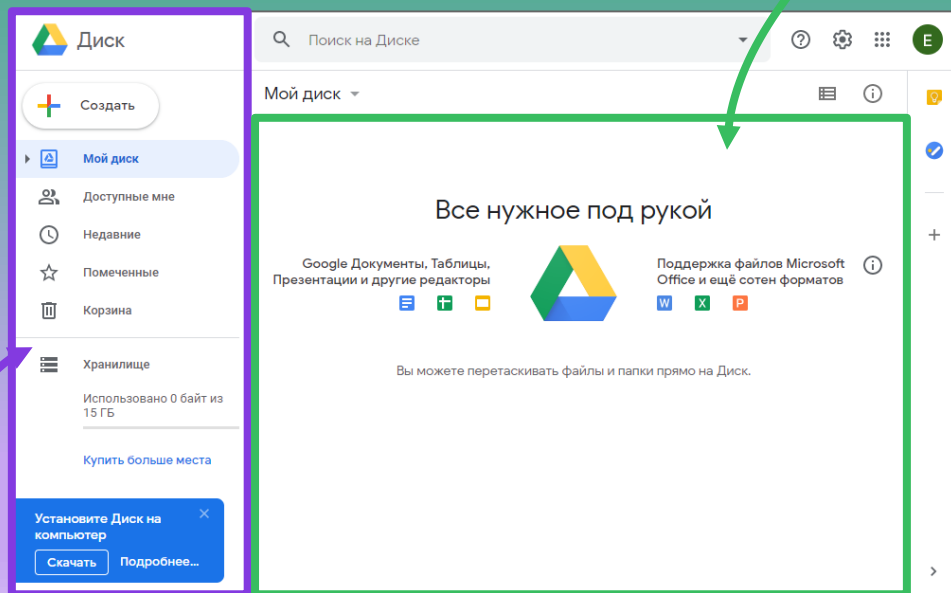 Диск
Поиск на Диске
E
Создать
Мой диск
Мой диск
Доступные мне
Недавние
Помеченные
Корзина
Хранилище
Использовано 0 байт из
15 ГБ
Купить больше места
Установите Диск на
компьютер
Скачать Подробнее...
Все нужное под рукой
Google Документы, Таблицы,
Презентации и другие редакторы
Поддержка файлов Microsoft
Office и ещё сотен форматов
W X P
Вы можете перетаскивать файлы и папки прямо на Диск.